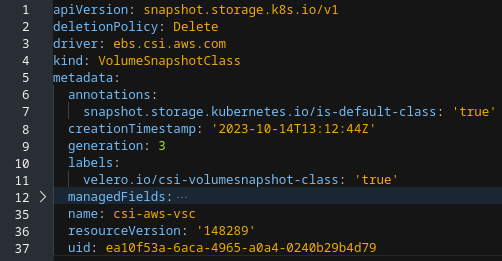 1 apiVersion: snapshot.storage.k8s.io/v1
2 deletionPolicy: Delete
3 driver: ebs.csi.aws.com
4 kind: VolumeSnapshotClass
5 metadata:
6   annotations:
7     snapshot.storage.kubernetes.io/is-default-class: 'true'
8   creationTimestamp: '2023-10-14T13:12:44Z'
9   generation: 3
10   labels:
11     velero.io/csi-volumesnapshot-class: 'true'
12 >   managedFields: ···
35   name: csi-aws-vsc
36   resourceVersion: '148289'
37   uid: ea10f53a-6aca-4965-a0a4-0240b29b4d79